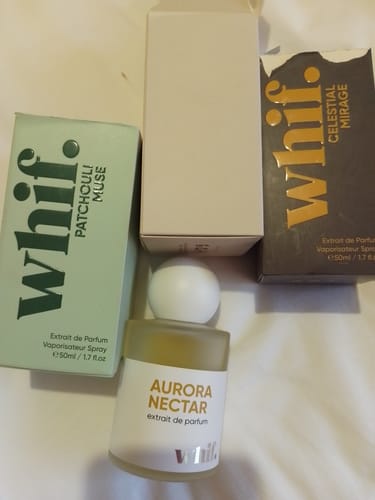 whif.
PATCHOULI
MUSE
Extrait de Parfum
Vaporisateur Spray
℮50ml / 1.7 fl.oz
whif.
CELESTIAL
MIRAGE
Extrait de Parfum
Vaporisateur Spray
℮50ml / 1.7 fl.oz
AURORA
NECTAR
extrait de parfum
whif.